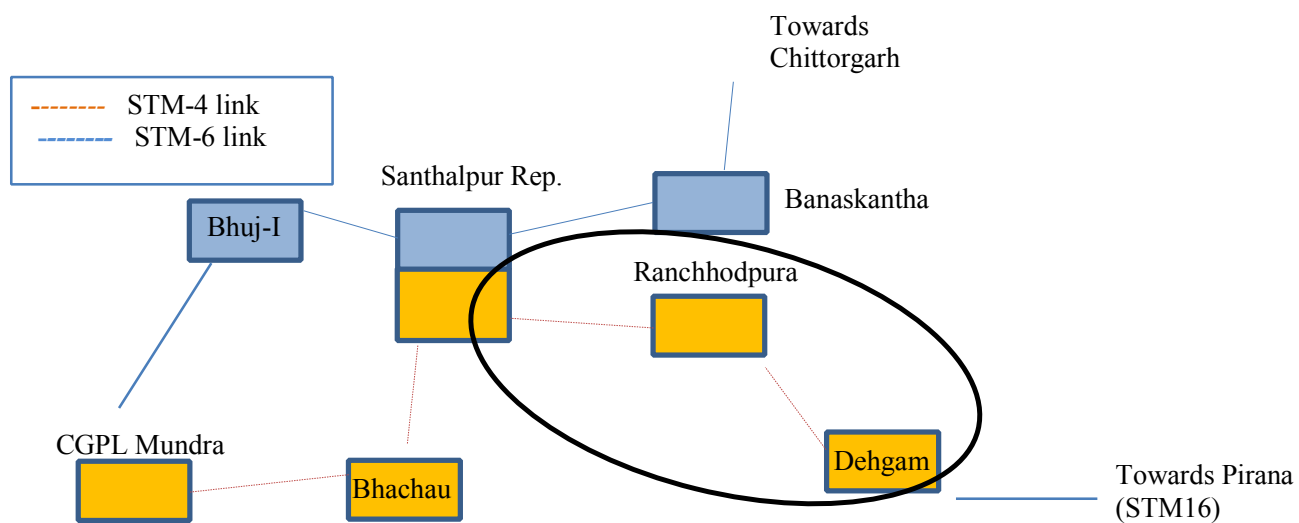 Towards
Chittorgarh
STM-4 link
STM-6 link
Santhalpur Rep.
Banaskantha
Bhuj-I
Ranchhodpura
CGPL Mundra
Bhachau
Dehgam
Towards Pirana
(STM16)